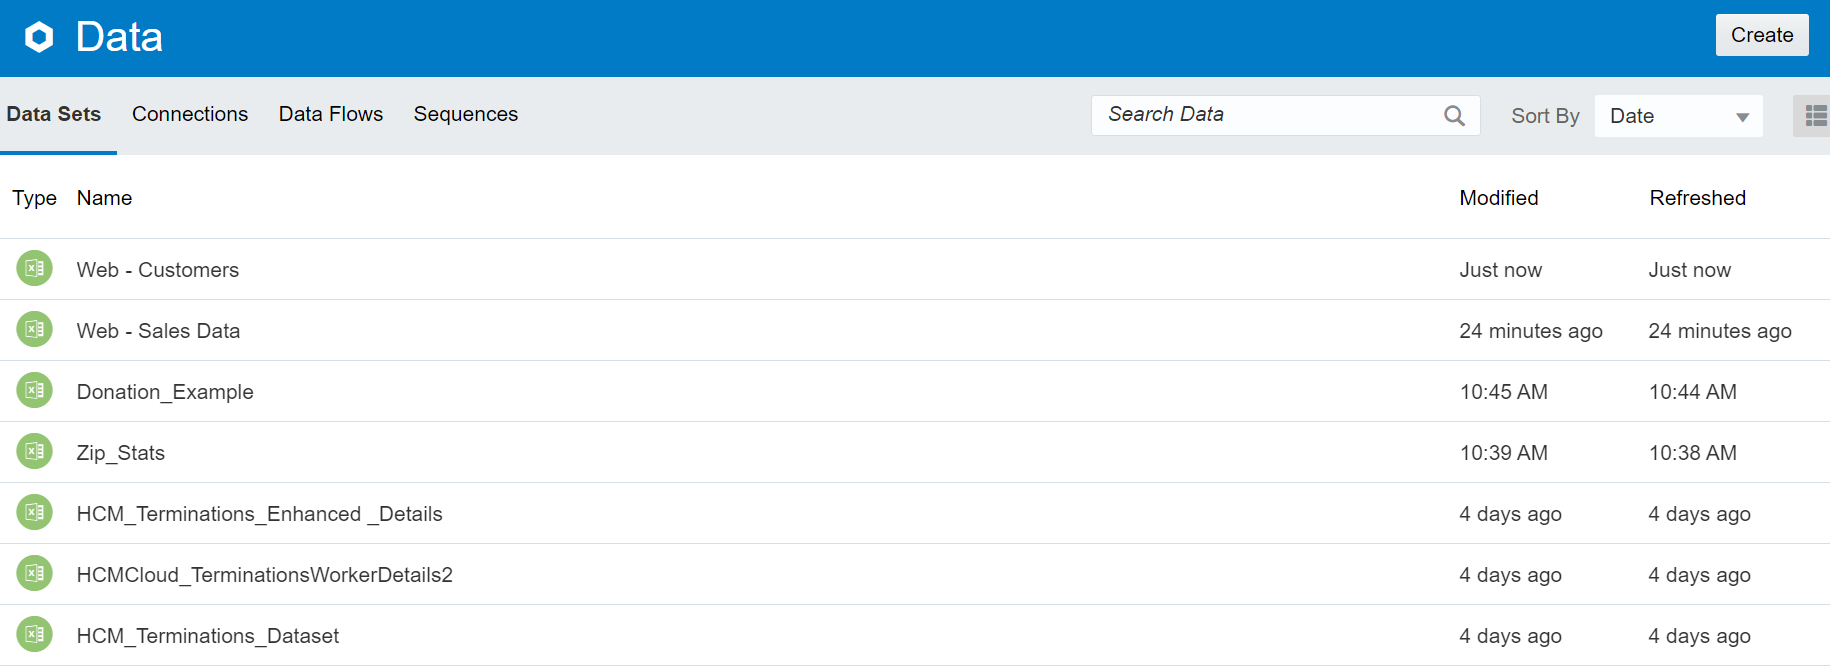 Data
Create
Data Sets Connections Data Flows Sequences Search Data Sort By Date
Type Name Modified Refreshed
Web - Customers Just now Just now
Web - Sales Data 24 minutes ago 24 minutes ago
Donation_Example 10:45 AM 10:44 AM
Zip_Stats 10:39 AM 10:38 AM
HCM_Terminations_Enhanced _Details 4 days ago 4 days ago
HCMCloud_TerminationsWorkerDetails2 4 days ago 4 days ago
HCM_Terminations_Dataset 4 days ago 4 days ago